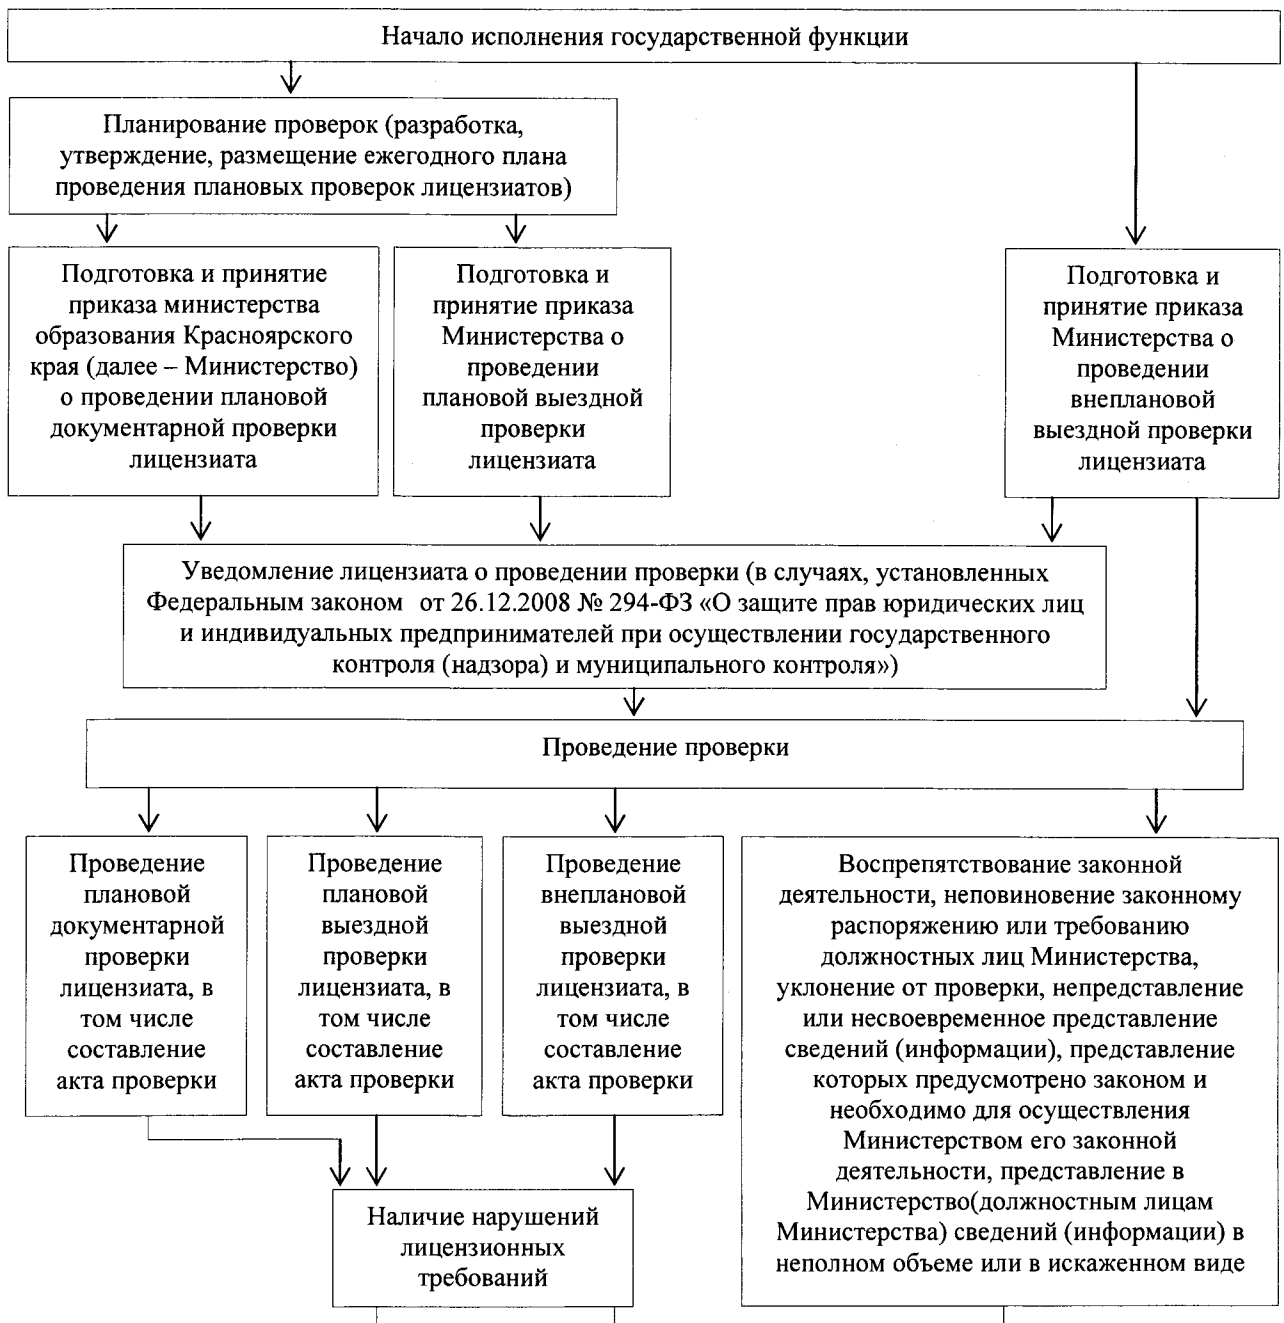 Начало исполнения государственной функции
Планирование проверок (разработка,
утверждение, размещение ежегодного плана
проведения плановых проверок лицензиатов)
Подготовка и принятие
приказа министерства
образования Красноярского
края (далее – Министерство)
о проведении плановой
документарной проверки
лицензиата
Подготовка и
принятие приказа
Министерства о
проведении
плановой выездной
проверки
лицензиата
Подготовка и
принятие приказа
Министерства о
проведении
внеплановой
выездной проверки
лицензиата
Уведомление лицензиата о проведении проверки (в случаях, установленных
Федеральным законом от 26.12.2008 № 294-ФЗ «О защите прав юридических лиц
и индивидуальных предпринимателей при осуществлении государственного
контроля (надзора) и муниципального контроля»)
Проведение проверки
Проведение
плановой
документарной
проверки
лицензиата, в
том числе
составление
акта проверки
Проведение
плановой
выездной
проверки
лицензиата, в
том числе
составление
акта проверки
Проведение
внеплановой
выездной
проверки
лицензиата, в
том числе
составление
акта проверки
Воспрепятствование законной
деятельности, неповиновение законному
распоряжению или требованию
должностных лиц Министерства,
уклонение от проверки, непредставление
или несвоевременное представление
сведений (информации), представление
которых предусмотрено законом и
необходимо для осуществления
Министерством его законной
деятельности, представление в
Министерство(должностным лицам
Министерства) сведений (информации) в
неполном объеме или в искаженном виде
Наличие нарушений
лицензионных
требований